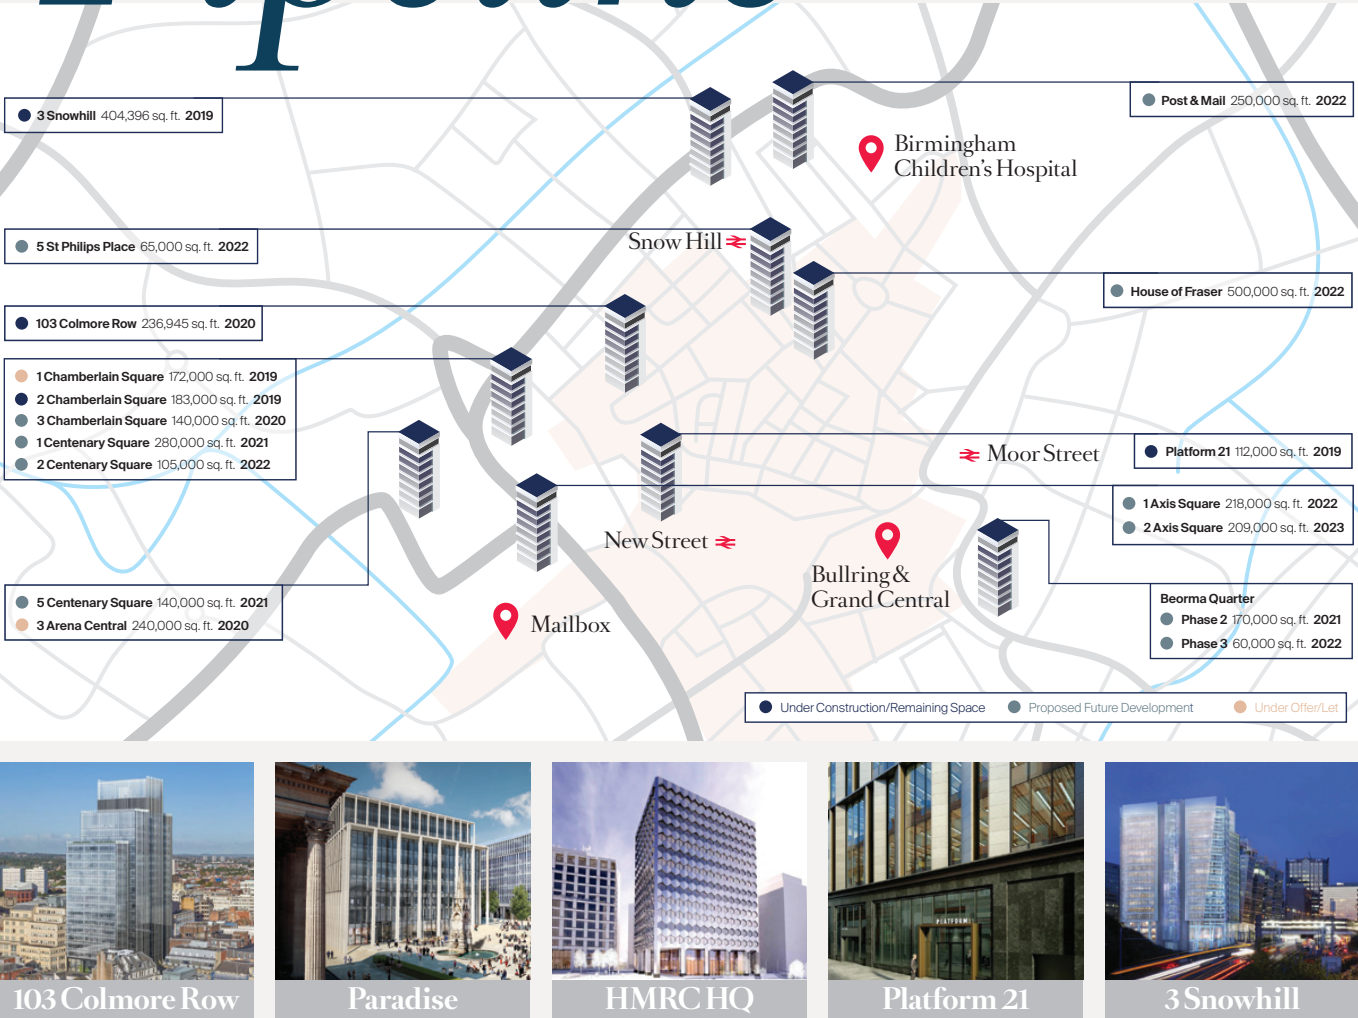 3 Snowhill 404,396 sq. ft. 2019
Post & Mail 250,000 sq. ft. 2022
Birmingham
Children's Hospital
5 St Philips Place 65,000 sq. ft. 2022
Snow Hill
House of Fraser 500,000 sq. ft. 2022
103 Colmore Row 236,945 sq. ft. 2020
1 Chamberlain Square 172,000 sq. ft. 2019
2 Chamberlain Square 183,000 sq. ft. 2019
3 Chamberlain Square 140,000 sq. ft. 2020
1 Centenary Square 280,000 sq. ft. 2021
2 Centenary Square 105,000 sq. ft. 2022
Moor Street
Platform 21 112,000 sq. ft. 2019
1 Axis Square 218,000 sq. ft. 2022
2 Axis Square 209,000 sq. ft. 2023
New Street
Bullring &
Grand Central
5 Centenary Square 140,000 sq. ft. 2021
3 Arena Central 240,000 sq. ft. 2020
Mailbox
Beorma Quarter
Phase 2 170,000 sq. ft. 2021
Phase 3 60,000 sq. ft. 2022
Under Construction/Remaining Space
Proposed Future Development
Under Offer/Let
PLATFORM
103 Colmore Row
Paradise
HMRC HQ
Platform 21
3 Snowhill